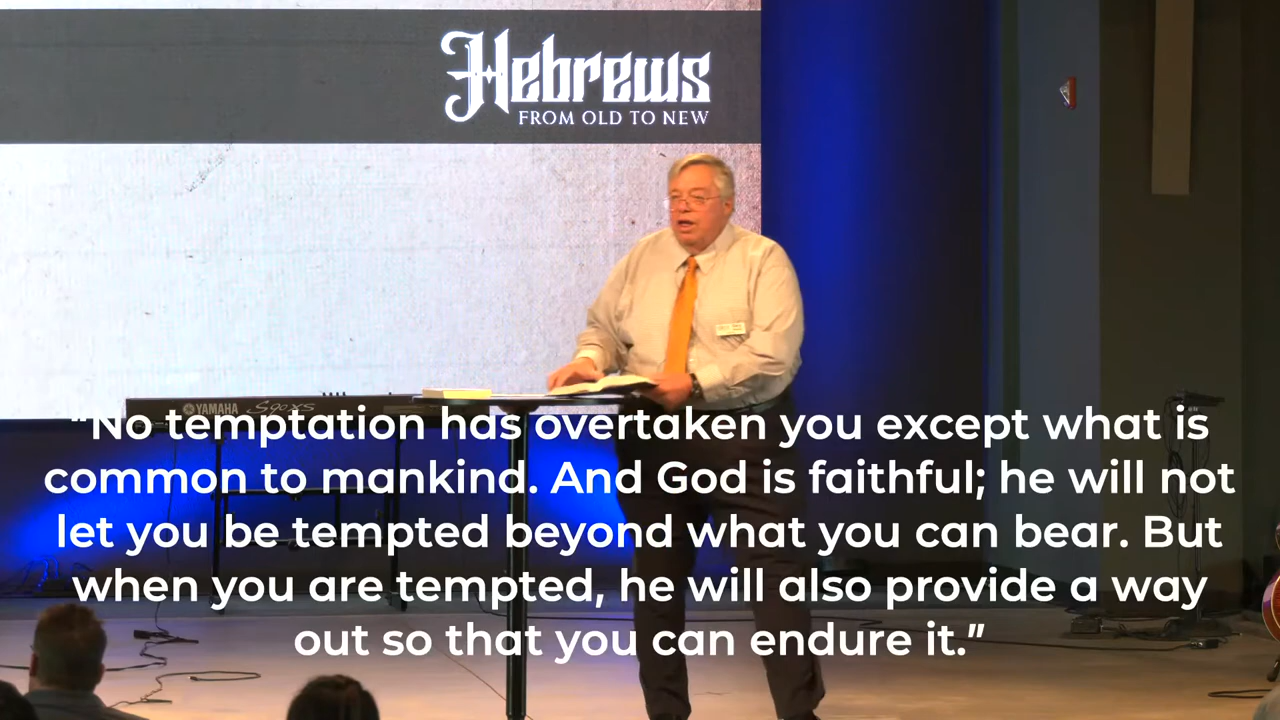 Hebrews
FROM OLD TO NEW
YAMAHA S90XS
“No temptation has overtaken you except what is
common to mankind. And God is faithful; he will not
let you be tempted beyond what you can bear. But
when you are tempted, he will also provide a way
out so that you can endure it.”